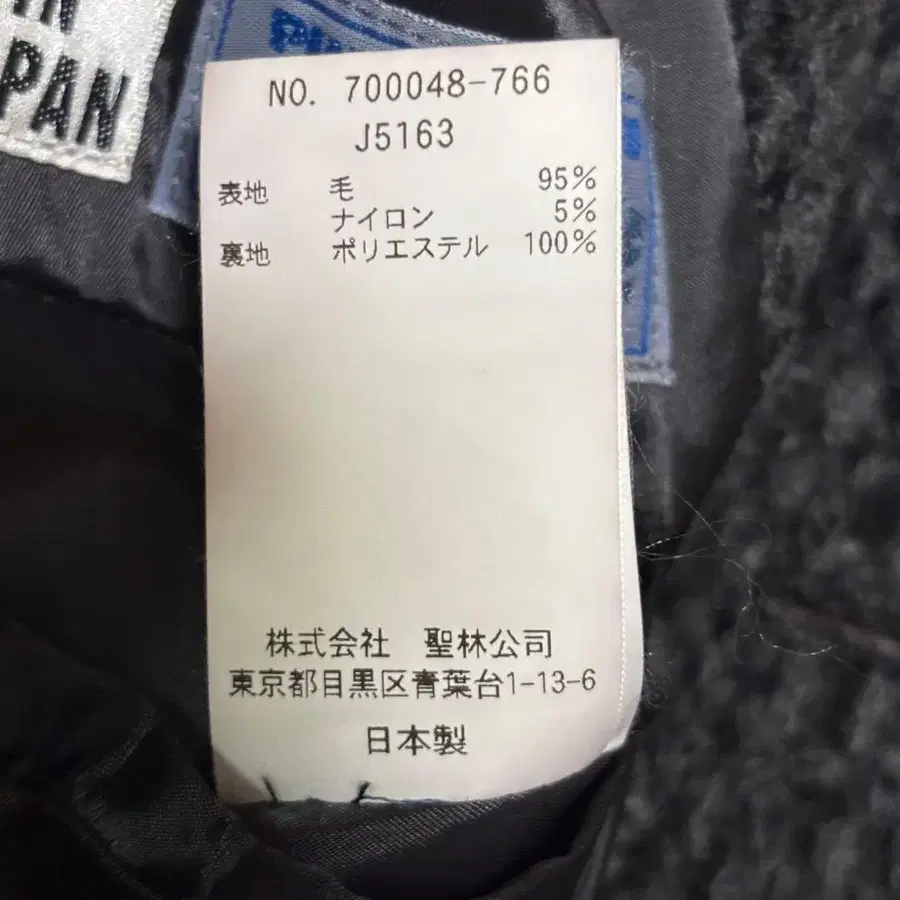 PAN
NO. 700048-766
J5163
表地 毛 95%
ナイロン 5%
裏地 ポリエステル 100%
株式会社 聖林公司
東京都目黒区青葉台1-13-6
日本製